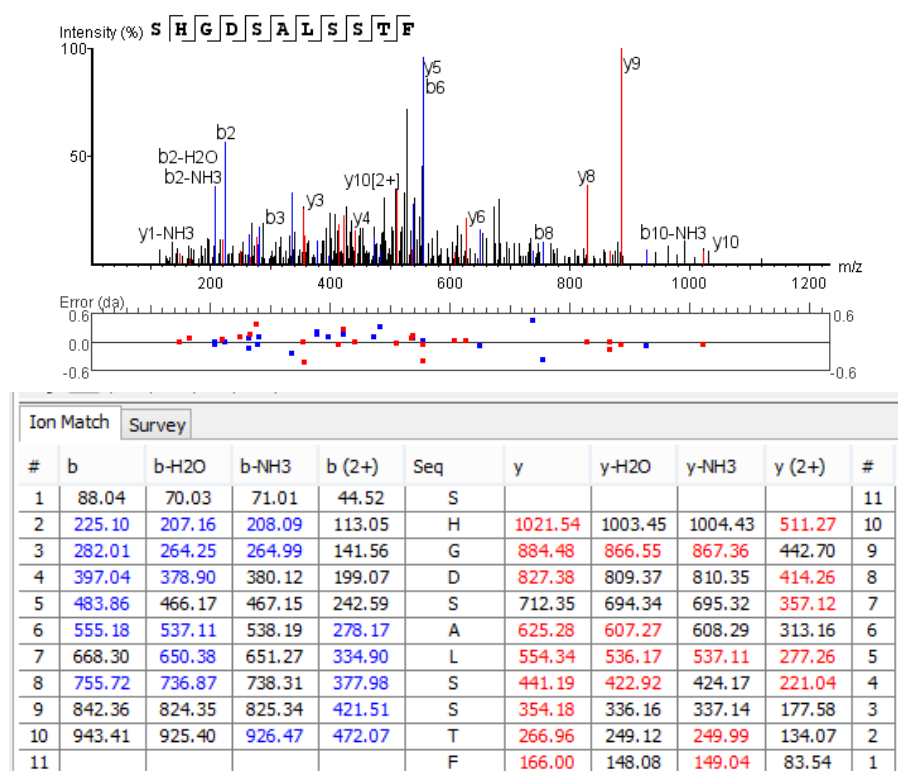 Intensity (%) S H G D S A L S S T F
100
y5
y9
b6
b2
b2-H2O
50
y10[2+]
y8
b2-NH3
y3
b3
y4
y6
y1-NH3
b8
b10-NH3
y10
m/z
200 400 600 800 1000 1200
Error (da)
0.6 0.6
0.0
-0.6 -0.6
Ion Match Survey
# b b-H2O b-NH3 b (2+) Seq y y-H2O y-NH3 y (2+) #
1 88.04 70.03 71.01 44.52 S 11
2 225.10 207.16 208.09 113.05 H 1021.54 1003.45 1004.43 511.27 10
3 282.01 264.25 264.99 141.56 G 884.48 866.55 867.36 442.70 9
4 397.04 378.90 380.12 199.07 D 827.38 809.37 810.35 414.26 8
5 483.86 466.17 467.15 242.59 S 712.35 694.34 695.32 357.12 7
6 555.18 537.11 538.19 278.17 A 625.28 607.27 608.29 313.16 6
7 668.30 650.38 651.27 334.90 L 554.34 536.17 537.11 277.26 5
8 755.72 736.87 738.31 377.98 S 441.19 422.92 424.17 221.04 4
9 842.36 824.35 825.34 421.51 S 354.18 336.16 337.14 177.58 3
10 943.41 925.40 926.47 472.07 T 266.96 249.12 249.99 134.07 2
11 F 166.00 148.08 149.04 83.54 1